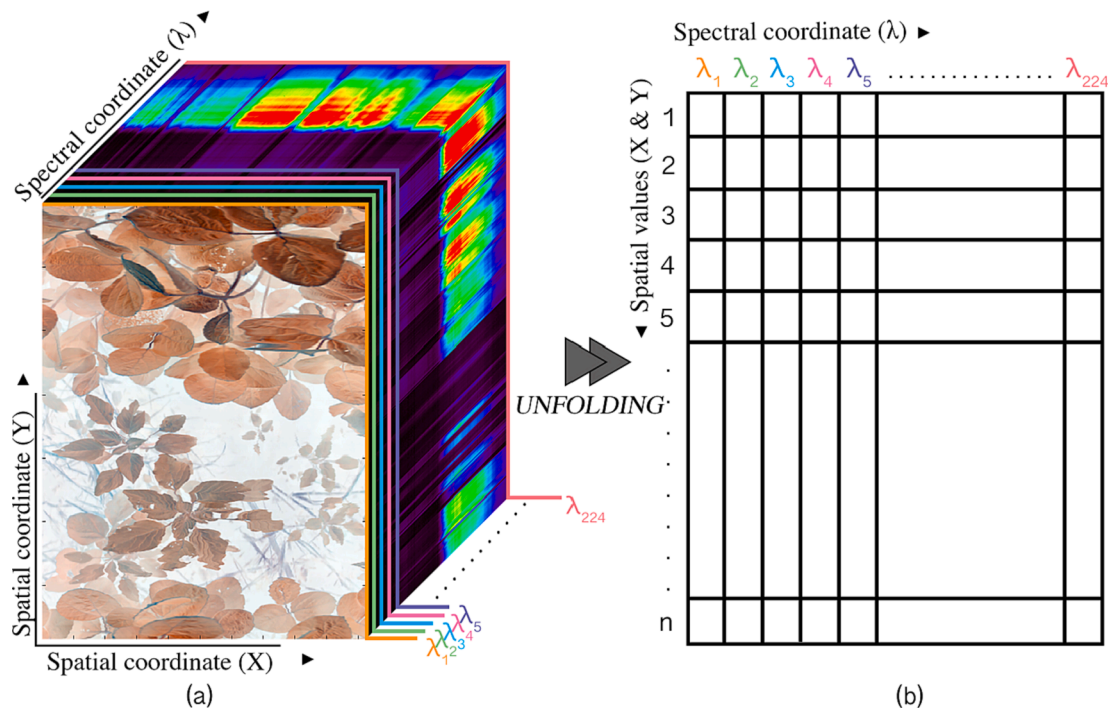 Spectral coordinate (λ) ►
Spatial coordinate (Y) ►
Spatial coordinate (X) ►
λ1
λ2
λ3
λ4
λ5
λ224
(a)
UNFOLDING
Spectral coordinate (λ) ►
λ1 λ2 λ3 λ4 λ5 ................... λ224
◄ Spatial values (X & Y)
1
2
3
4
5
.
.
.
.
.
n
(b)